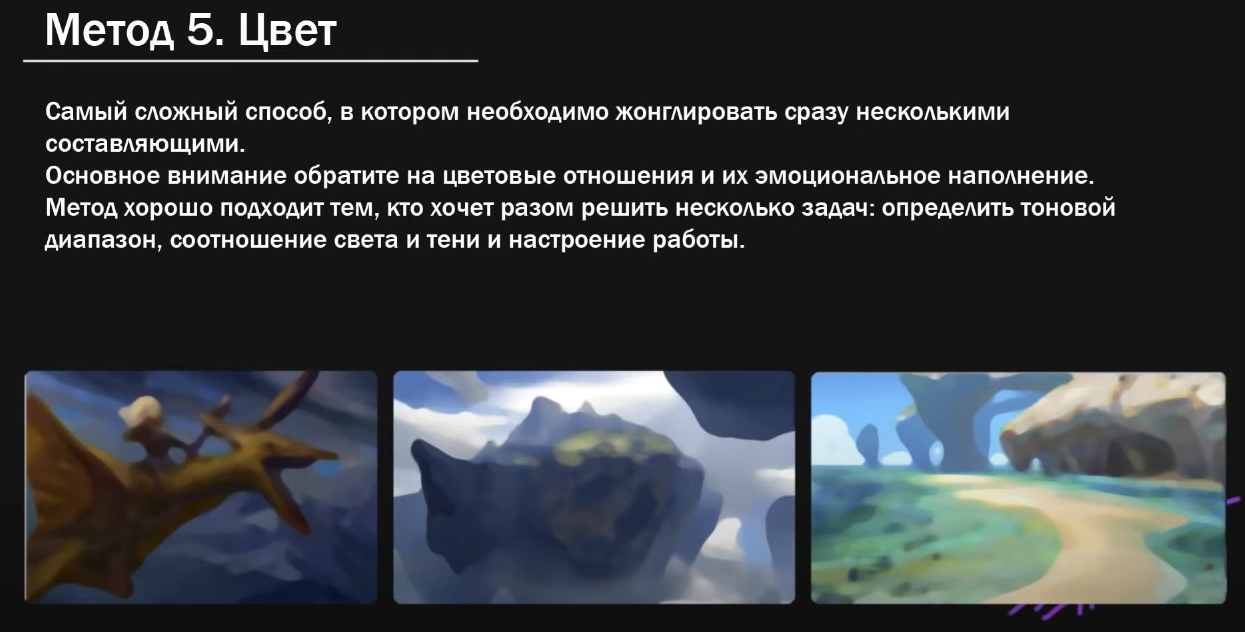 Метод 5. Цвет
Самый сложный способ, в котором необходимо жонглировать сразу несколькими
составляющими.
Основное внимание обратите на цветовые отношения и их эмоциональное наполнение.
Метод хорошо подходит тем, кто хочет разом решить несколько задач: определить тоновой
диапазон, соотношение света и тени и настроение работы.